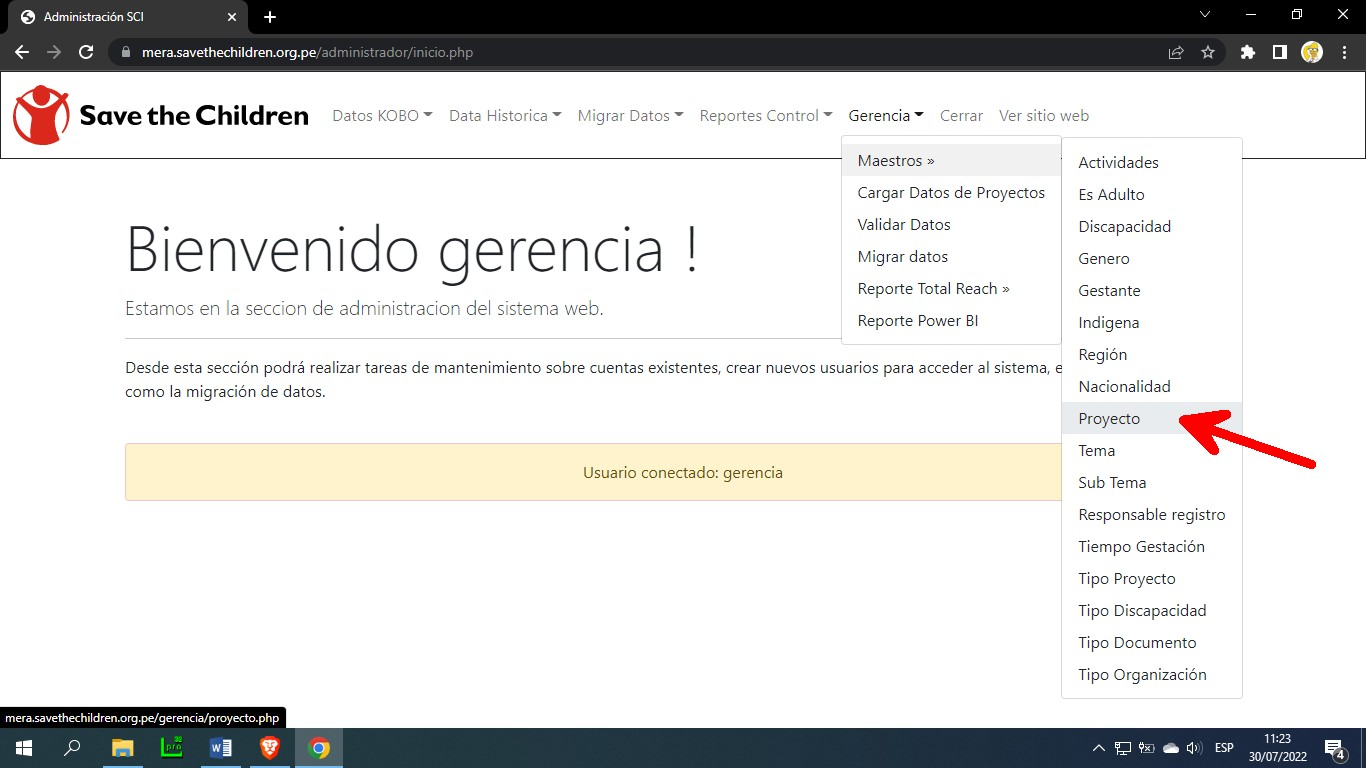 Administración SCI
mera.savethechildren.org.pe/administrador/inicio.php
Save the Children
Datos KOBO
Data Historica
Migrar Datos
Reportes Control
Gerencia
Cerrar
Ver sitio web
Maestros »
Cargar Datos de Proyectos
Validar Datos
Migrar datos
Reporte Total Reach »
Reporte Power BI
Actividades
Es Adulto
Discapacidad
Genero
Gestante
Indigena
Región
Nacionalidad
Proyecto
Tema
Sub Tema
Responsable registro
Tiempo Gestación
Tipo Proyecto
Tipo Discapacidad
Tipo Documento
Tipo Organización
Bienvenido gerencia !
Estamos en la seccion de administracion del sistema web.
Desde esta sección podrá realizar tareas de mantenimiento sobre cuentas existentes, crear nuevos usuarios para acceder al sistema, e
como la migración de datos.
Usuario conectado: gerencia
mera.savethechildren.org.pe/gerencia/proyecto.php
ESP
11:23
30/07/2022
4